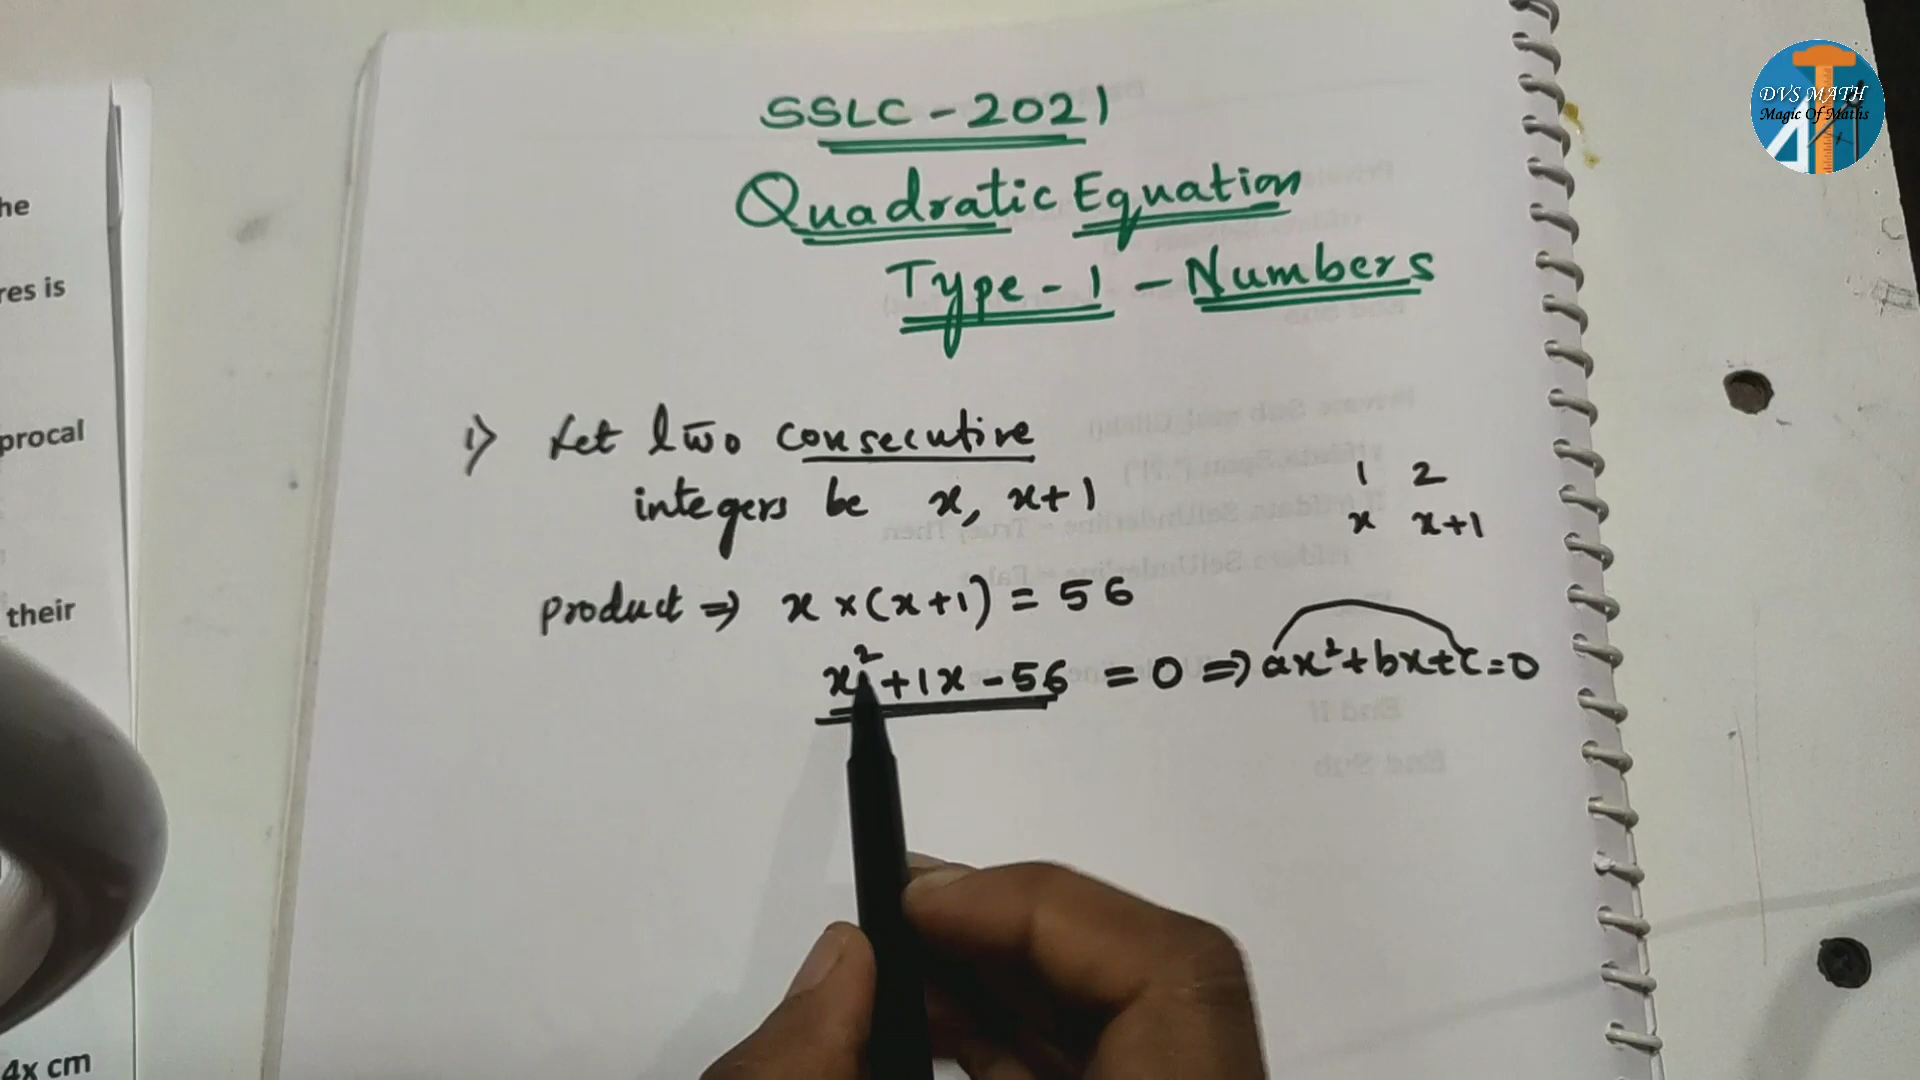 SSLC - 2021
Quadratic Equation
Type - 1 - Numbers
1) Let two consecutive
integers be x, x+1
1 2
x x+1
product ⇒ x × (x+1) = 56
x²+1x - 56 = 0 ⇒ ax²+bx+c=0
he
res is
procal
their
4x cm
DVS MATH
Magic Of Maths